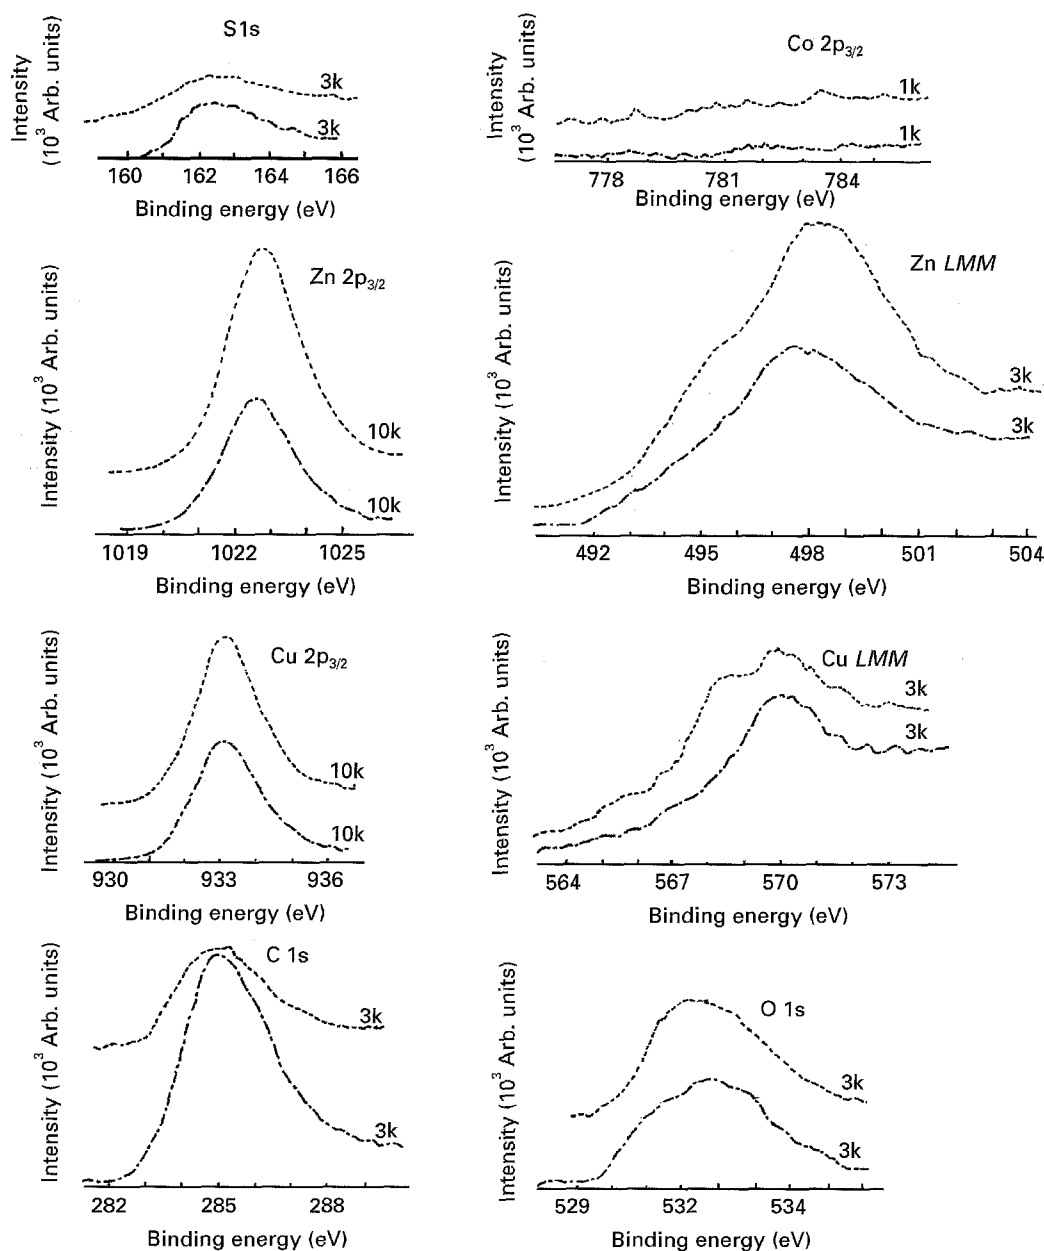 S1s
Intensity
(10³ Arb. units)
3k
3k
160 162 164 166
Binding energy (eV)
Co 2p₃/₂
Intensity
(10³ Arb. units)
1k
1k
778 781 784
Binding energy (eV)
Zn 2p₃/₂
Intensity (10³ Arb. units)
10k
10k
1019 1022 1025
Binding energy (eV)
Zn LMM
Intensity (10³ Arb. units)
3k
3k
492 495 498 501 504
Binding energy (eV)
Cu 2p₃/₂
Intensity (10³ Arb. units)
10k
10k
930 933 936
Binding energy (eV)
Cu LMM
Intensity (10³ Arb. units)
3k
3k
564 567 570 573
Binding energy (eV)
C 1s
Intensity (10³ Arb. units)
3k
3k
282 285 288
Binding energy (eV)
O 1s
Intensity (10³ Arb. units)
3k
3k
529 532 534
Binding energy (eV)